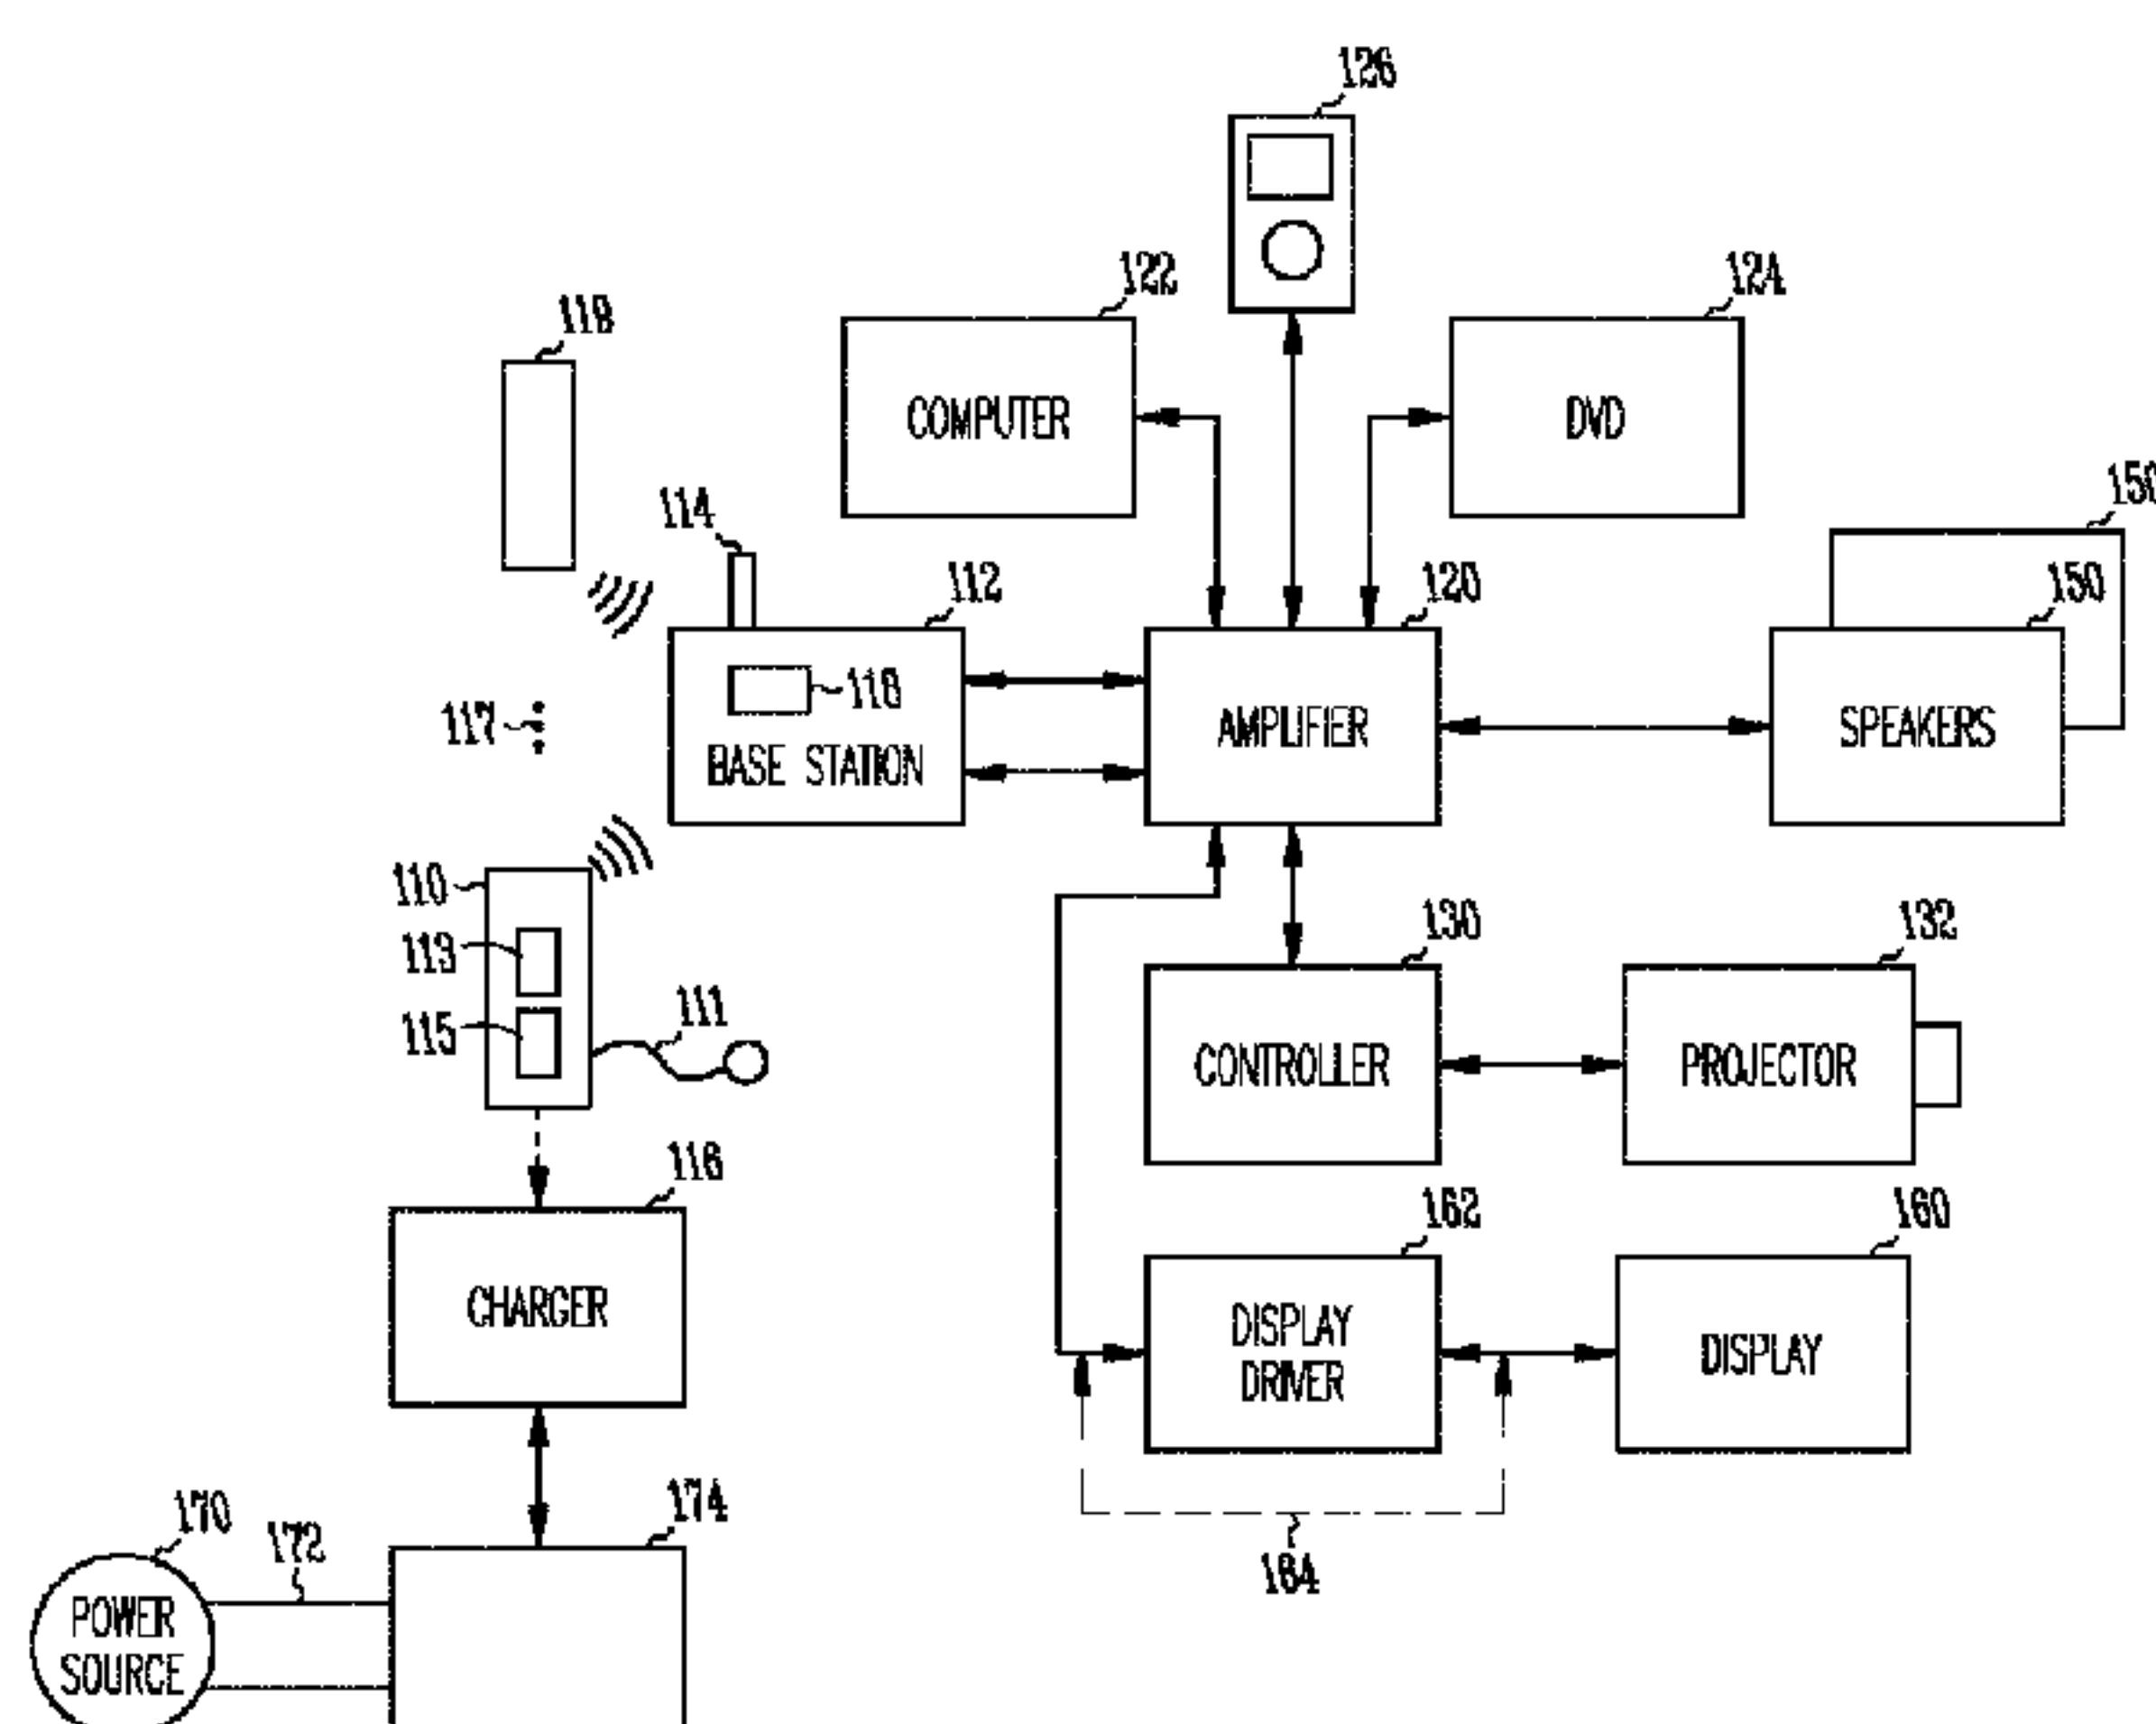 126
122
124
119
114
112
120
150
150
COMPUTER
DVD
118
117
BASE STATION
AMPLIFIER
SPEAKERS
110
113
115
111
130
132
CONTROLLER
PROJECTOR
116
162
160
CHARGER
DISPLAY
DRIVER
DISPLAY
164
170
172
174
POWER
SOURCE